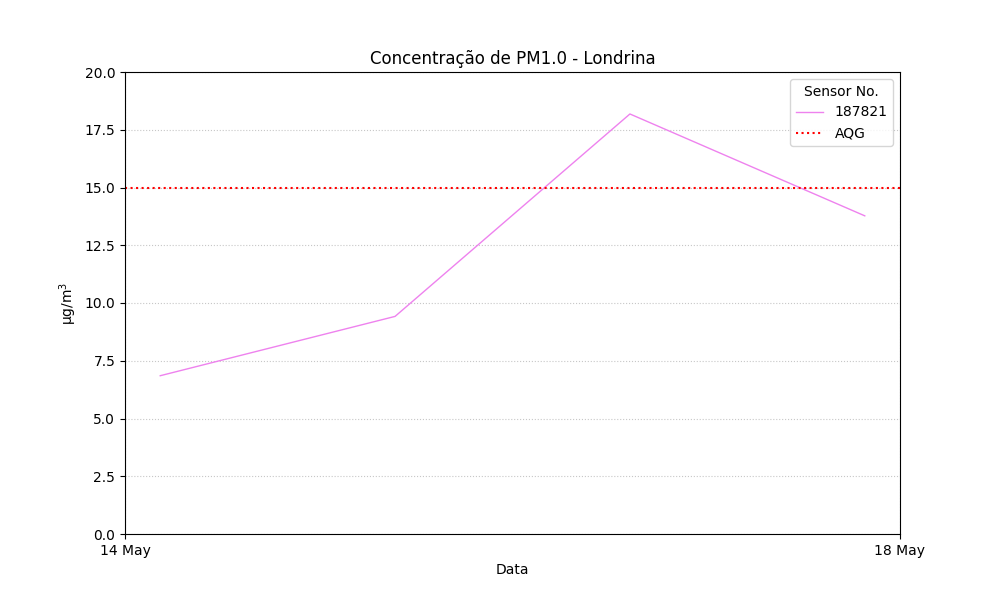 Concentração de PM1.0 - Londrina
20.0
17.5
15.0
12.5
10.0
7.5
5.0
2.5
0.0
µg/m³
14 May
18 May
Data
Sensor No.
187821
AQG